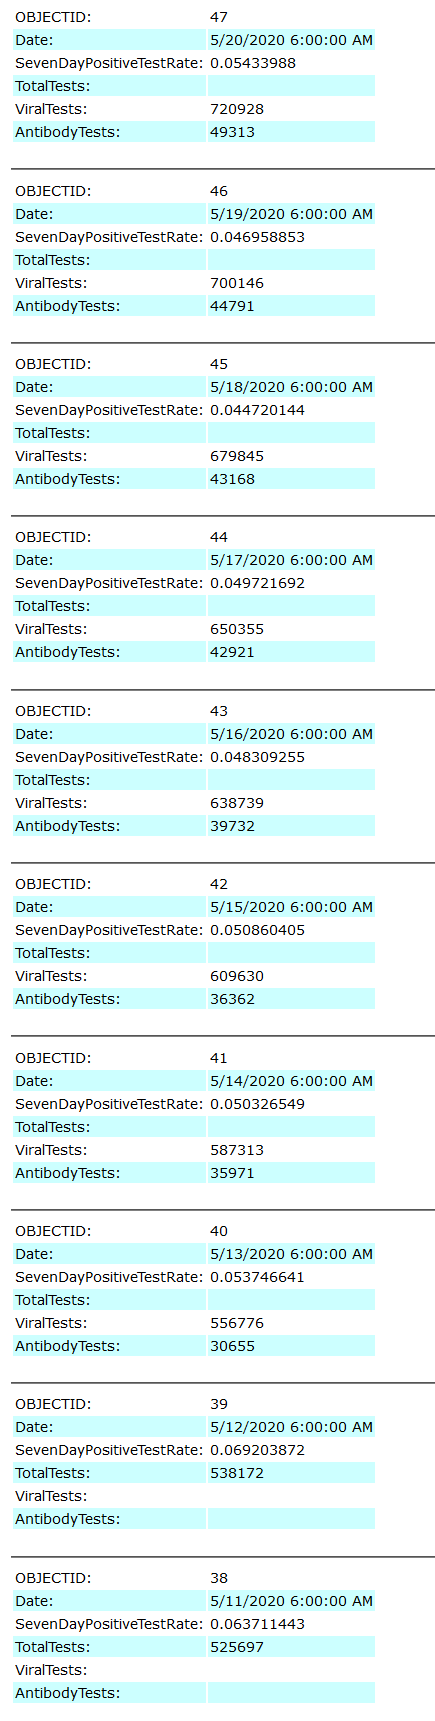 OBJECTID: 47
Date: 5/20/2020 6:00:00 AM
SevenDayPositiveTestRate: 0.05433988
TotalTests:
ViralTests: 720928
AntibodyTests: 49313
OBJECTID: 46
Date: 5/19/2020 6:00:00 AM
SevenDayPositiveTestRate: 0.046958853
TotalTests:
ViralTests: 700146
AntibodyTests: 44791
OBJECTID: 45
Date: 5/18/2020 6:00:00 AM
SevenDayPositiveTestRate: 0.044720144
TotalTests:
ViralTests: 679845
AntibodyTests: 43168
OBJECTID: 44
Date: 5/17/2020 6:00:00 AM
SevenDayPositiveTestRate: 0.049721692
TotalTests:
ViralTests: 650355
AntibodyTests: 42921
OBJECTID: 43
Date: 5/16/2020 6:00:00 AM
SevenDayPositiveTestRate: 0.048309255
TotalTests:
ViralTests: 638739
AntibodyTests: 39732
OBJECTID: 42
Date: 5/15/2020 6:00:00 AM
SevenDayPositiveTestRate: 0.050860405
TotalTests:
ViralTests: 609630
AntibodyTests: 36362
OBJECTID: 41
Date: 5/14/2020 6:00:00 AM
SevenDayPositiveTestRate: 0.050326549
TotalTests:
ViralTests: 587313
AntibodyTests: 35971
OBJECTID: 40
Date: 5/13/2020 6:00:00 AM
SevenDayPositiveTestRate: 0.053746641
TotalTests:
ViralTests: 556776
AntibodyTests: 30655
OBJECTID: 39
Date: 5/12/2020 6:00:00 AM
SevenDayPositiveTestRate: 0.069203872
TotalTests: 538172
ViralTests:
AntibodyTests:
OBJECTID: 38
Date: 5/11/2020 6:00:00 AM
SevenDayPositiveTestRate: 0.063711443
TotalTests: 525697
ViralTests:
AntibodyTests: